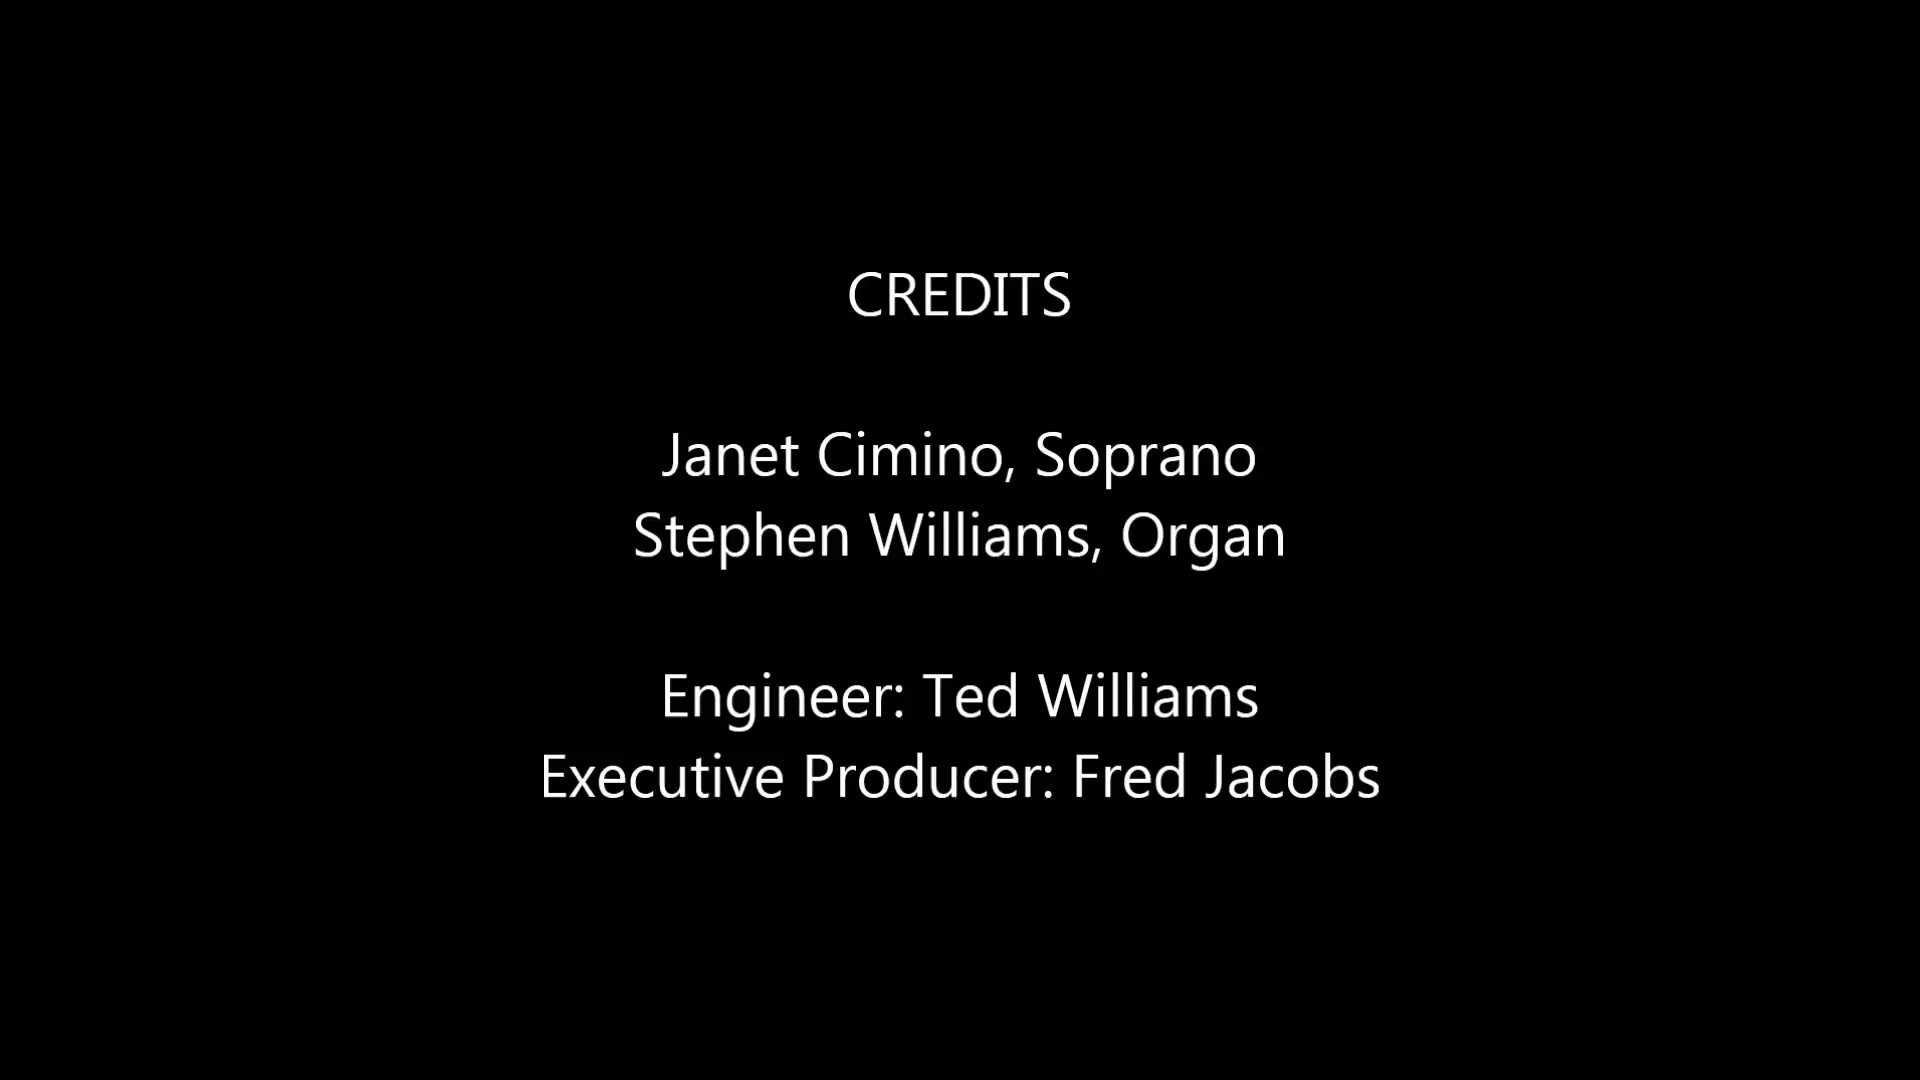 CREDITS
Janet Cimino, Soprano
Stephen Williams, Organ
Engineer: Ted Williams
Executive Producer: Fred Jacobs